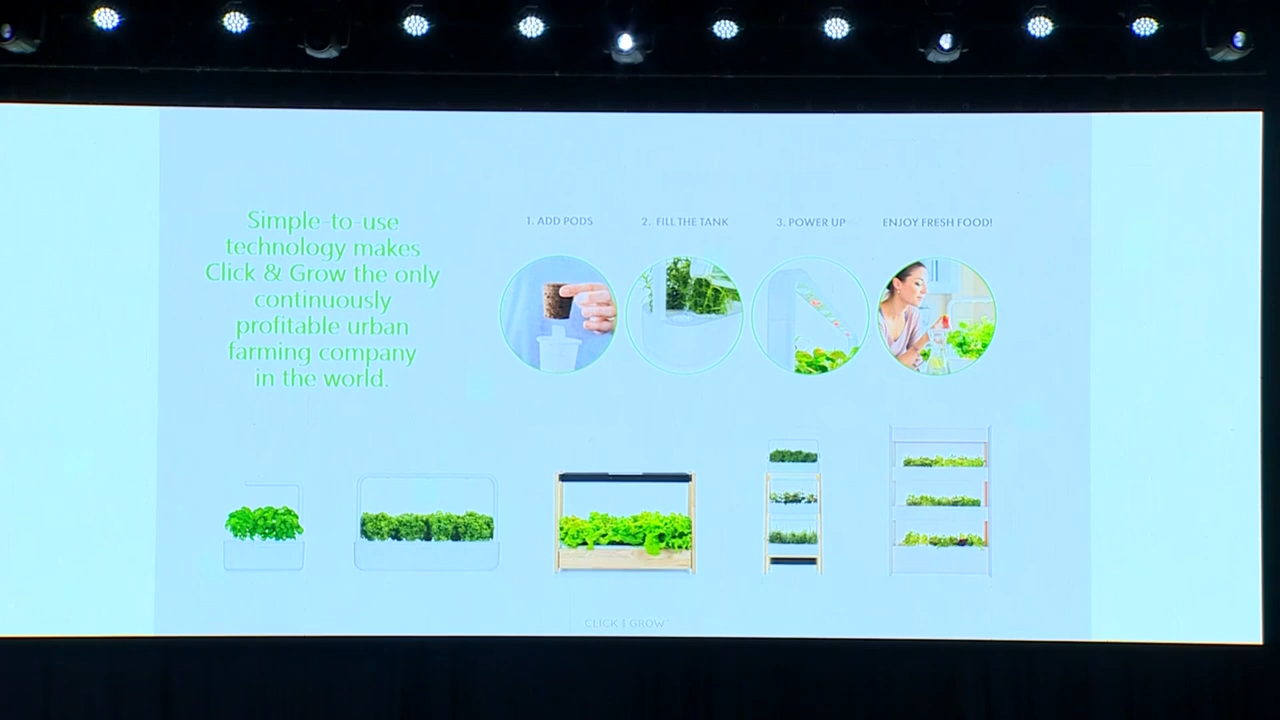 Simple-to-use
technology makes
Click & Grow the only
continuously
profitable urban
farming company
in the world.
1. ADD PODS
2. FILL THE TANK
3. POWER UP
ENJOY FRESH FOOD!
CLICK & GROW™